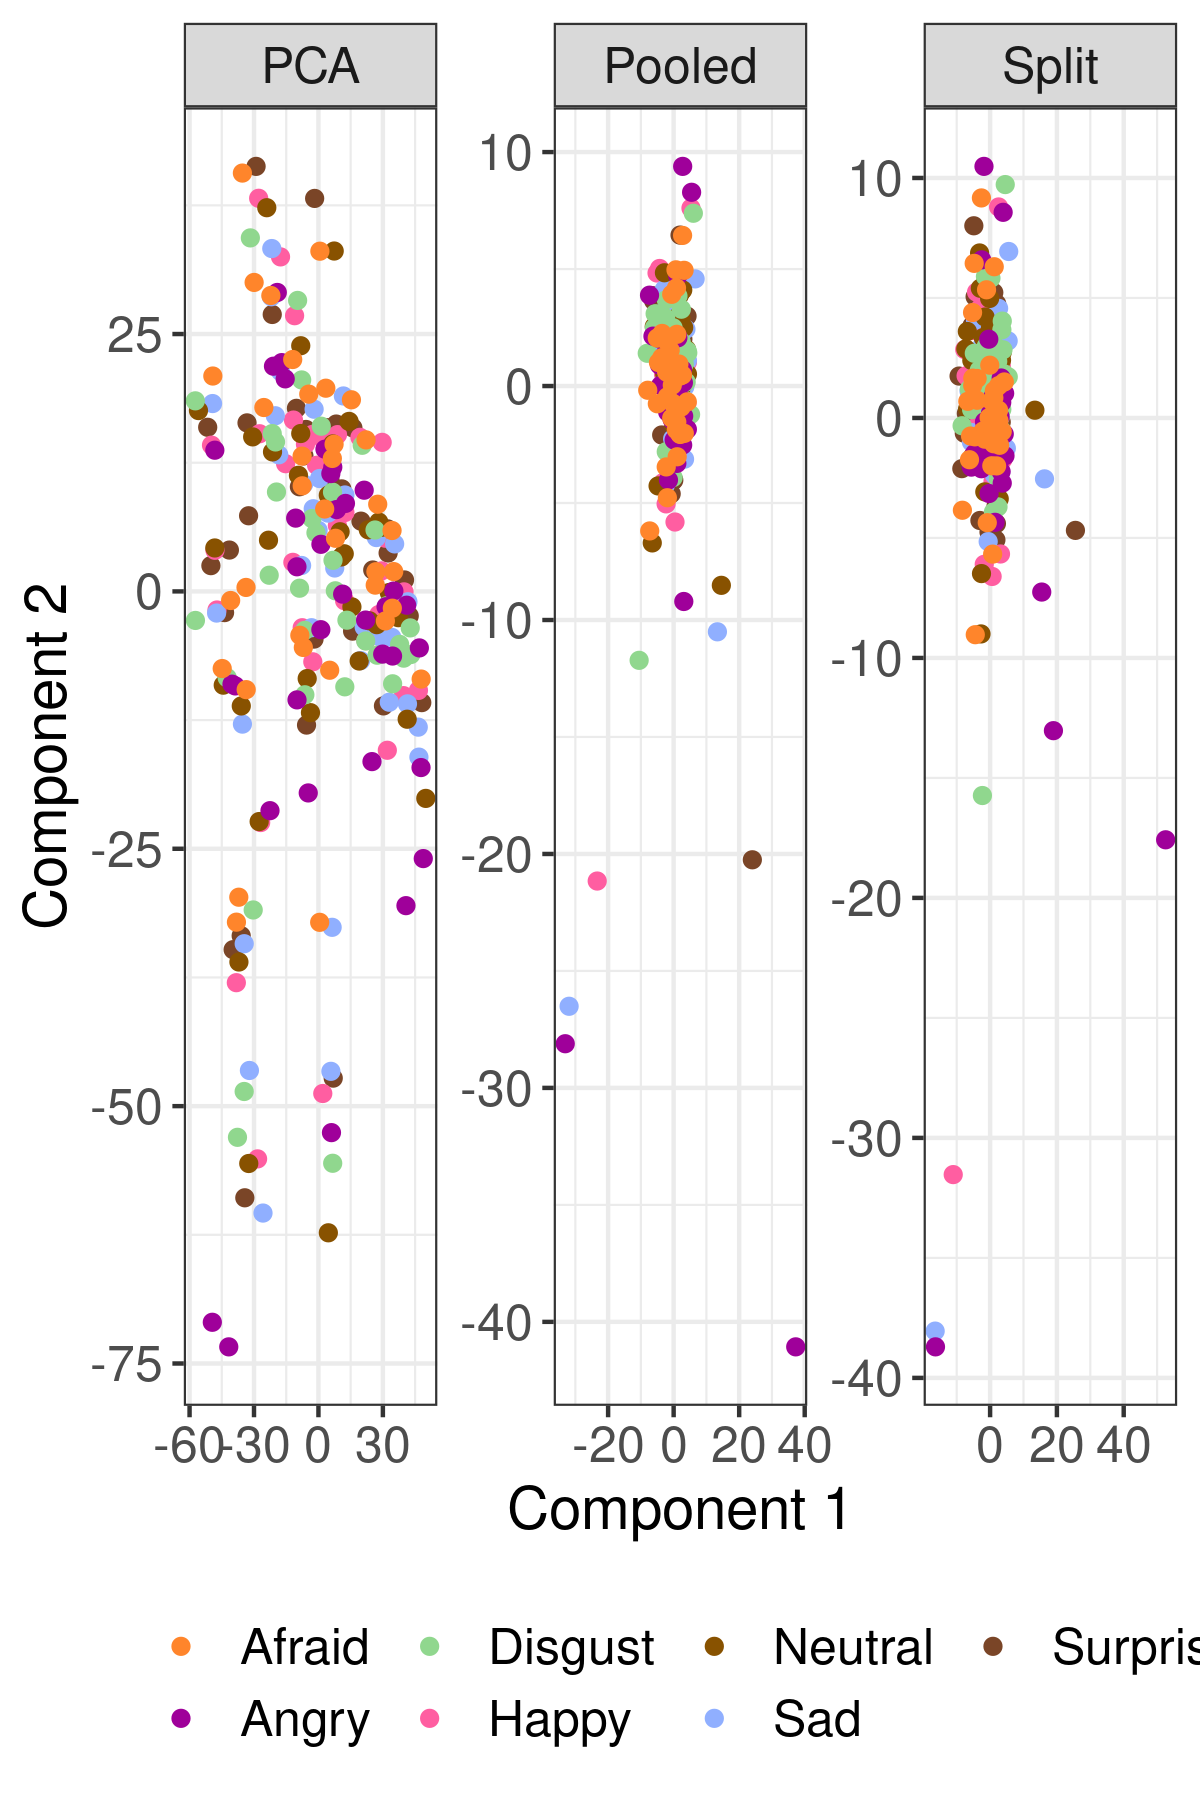 PCA
Pooled
Split
Component 2
25
0
-25
-50
-75
10
0
-10
-20
-30
-40
10
0
-10
-20
-30
-40
-60 -30 0 30
-20 0 20 40
0 20 40
Component 1
Afraid Disgust Neutral Surpris
Angry Happy Sad